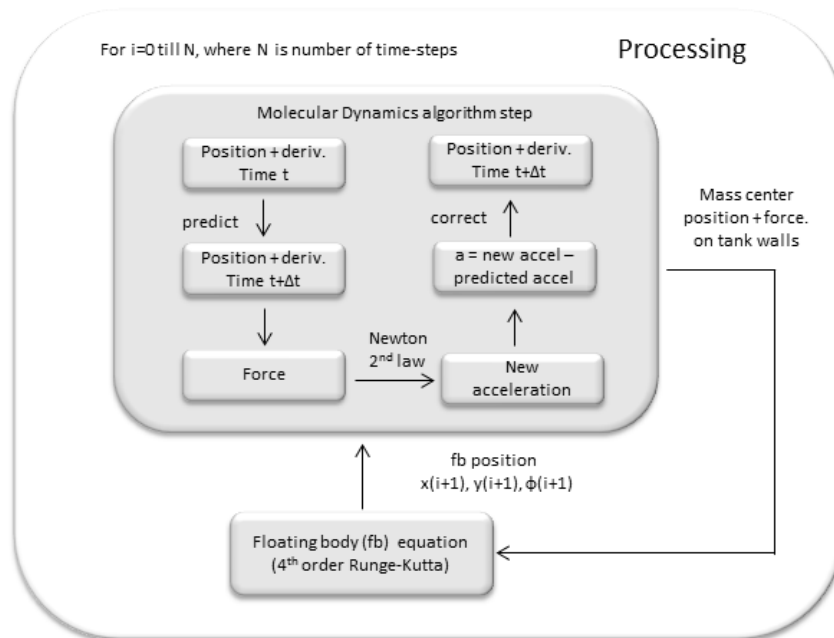 For i=0 till N, where N is number of time-steps
Processing
Molecular Dynamics algorithm step
Position + deriv.
Time t
predict
Position + deriv.
Time t+Δt
Force
Newton
2nd law
New
acceleration
a = new accel –
predicted accel
correct
Position + deriv.
Time t+Δt
Mass center
position + force.
on tank walls
fb position
x(i+1), y(i+1), ϕ(i+1)
Floating body (fb) equation
(4th order Runge-Kutta)